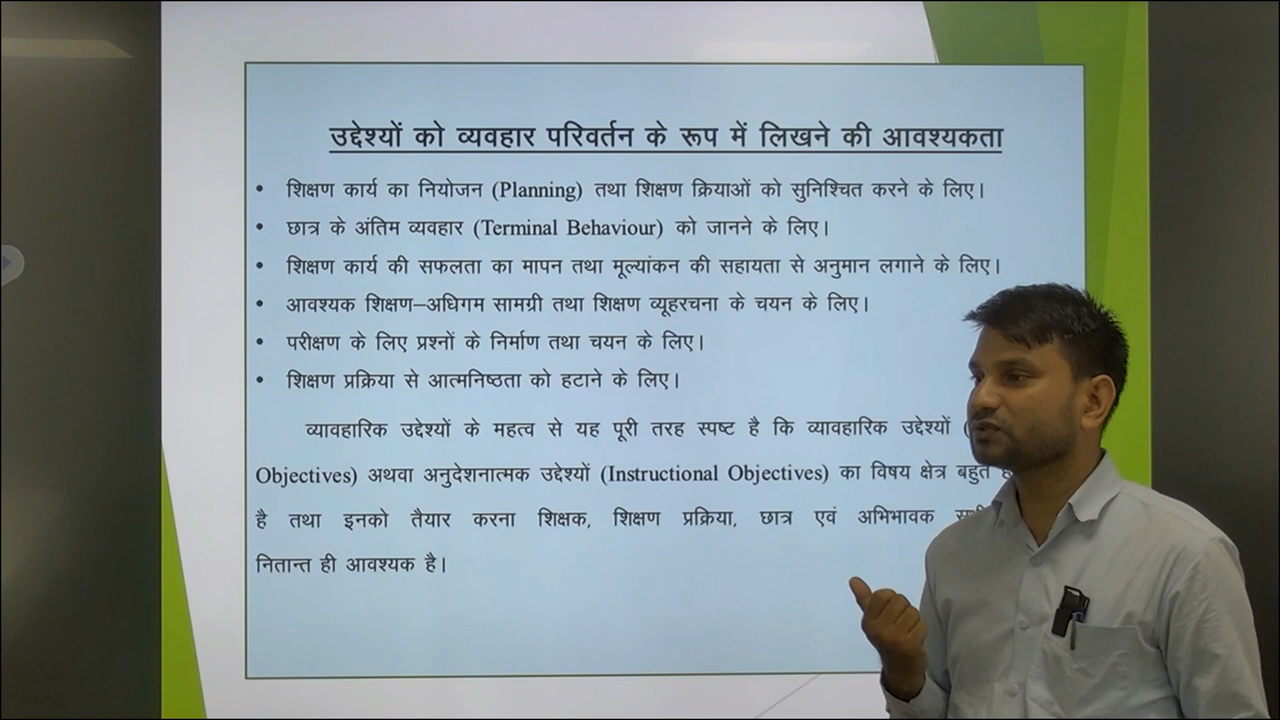 उद्देश्यों को व्यवहार परिवर्तन के रूप में लिखने की आवश्यकता
• शिक्षण कार्य का नियोजन (Planning) तथा शिक्षण क्रियाओं को सुनिश्चित करने के लिए।
• छात्र के अंतिम व्यवहार (Terminal Behaviour) को जानने के लिए।
• शिक्षण कार्य की सफलता का मापन तथा मूल्यांकन की सहायता से अनुमान लगाने के लिए।
• आवश्यक शिक्षण–अधिगम सामग्री तथा शिक्षण व्यूहरचना के चयन के लिए।
• परीक्षण के लिए प्रश्नों के निर्माण तथा चयन के लिए।
• शिक्षण प्रक्रिया से आत्मनिष्ठता को हटाने के लिए।
व्यावहारिक उद्देश्यों के महत्व से यह पूरी तरह स्पष्ट है कि व्यावहारिक उद्देश्यों (
Objectives) अथवा अनुदेशनात्मक उद्देश्यों (Instructional Objectives) का विषय क्षेत्र बहुत
है तथा इनको तैयार करना शिक्षक, शिक्षण प्रक्रिया, छात्र एवं अभिभावक
नितान्त ही आवश्यक है।